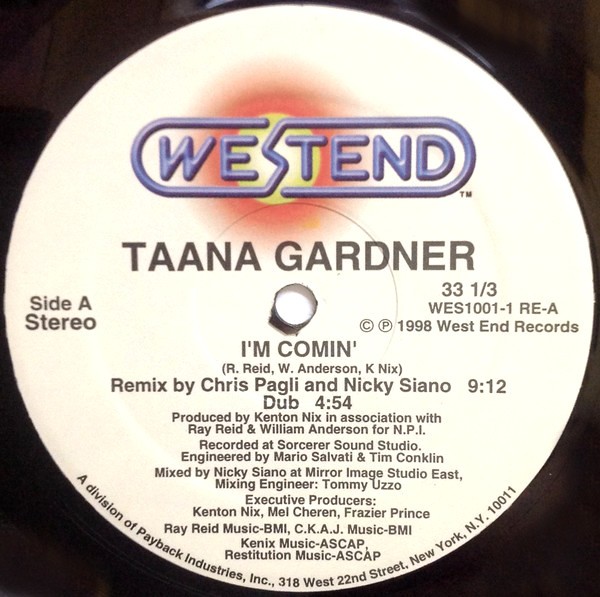 WESTEND
TM
TAANA GARDNER
Side A
Stereo
33 1/3
WES1001-1 RE-A
© ℗ 1998 West End Records
I'M COMIN'
(R. Reid, W. Anderson, K Nix)
Remix by Chris Pagli and Nicky Siano 9:12
Dub 4:54
Produced by Kenton Nix in association with
Ray Reid & William Anderson for N.P.I.
Recorded at Sorcerer Sound Studio.
Engineered by Mario Salvati & Tim Conklin
Mixed by Nicky Siano at Mirror Image Studio East,
Mixing Engineer: Tommy Uzzo
Executive Producers:
Kenton Nix, Mel Cheren, Frazier Prince
Ray Reid Music-BMI, C.K.A.J. Music-BMI
Kenix Music-ASCAP,
Restitution Music-ASCAP
A division of Payback Industries, Inc., 318 West 22nd Street, New York, N.Y. 10011